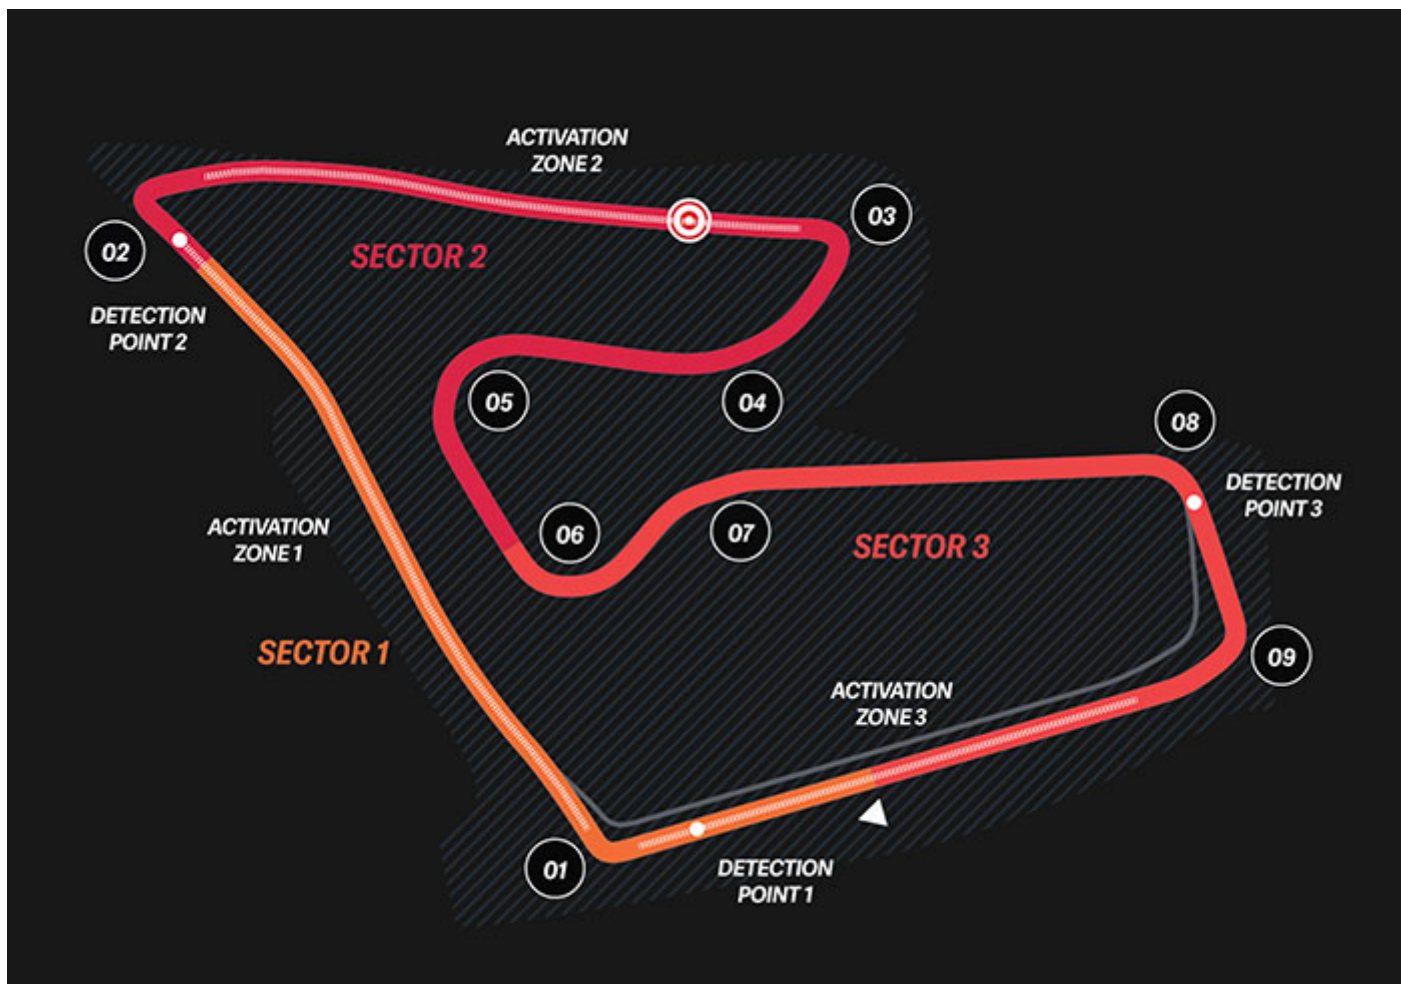 ACTIVATION
ZONE 2
03
02
SECTOR 2
DETECTION
POINT 2
05
04
08
DETECTION
POINT 3
ACTIVATION
ZONE 1
06
07
SECTOR 3
SECTOR 1
09
ACTIVATION
ZONE 3
01
DETECTION
POINT 1